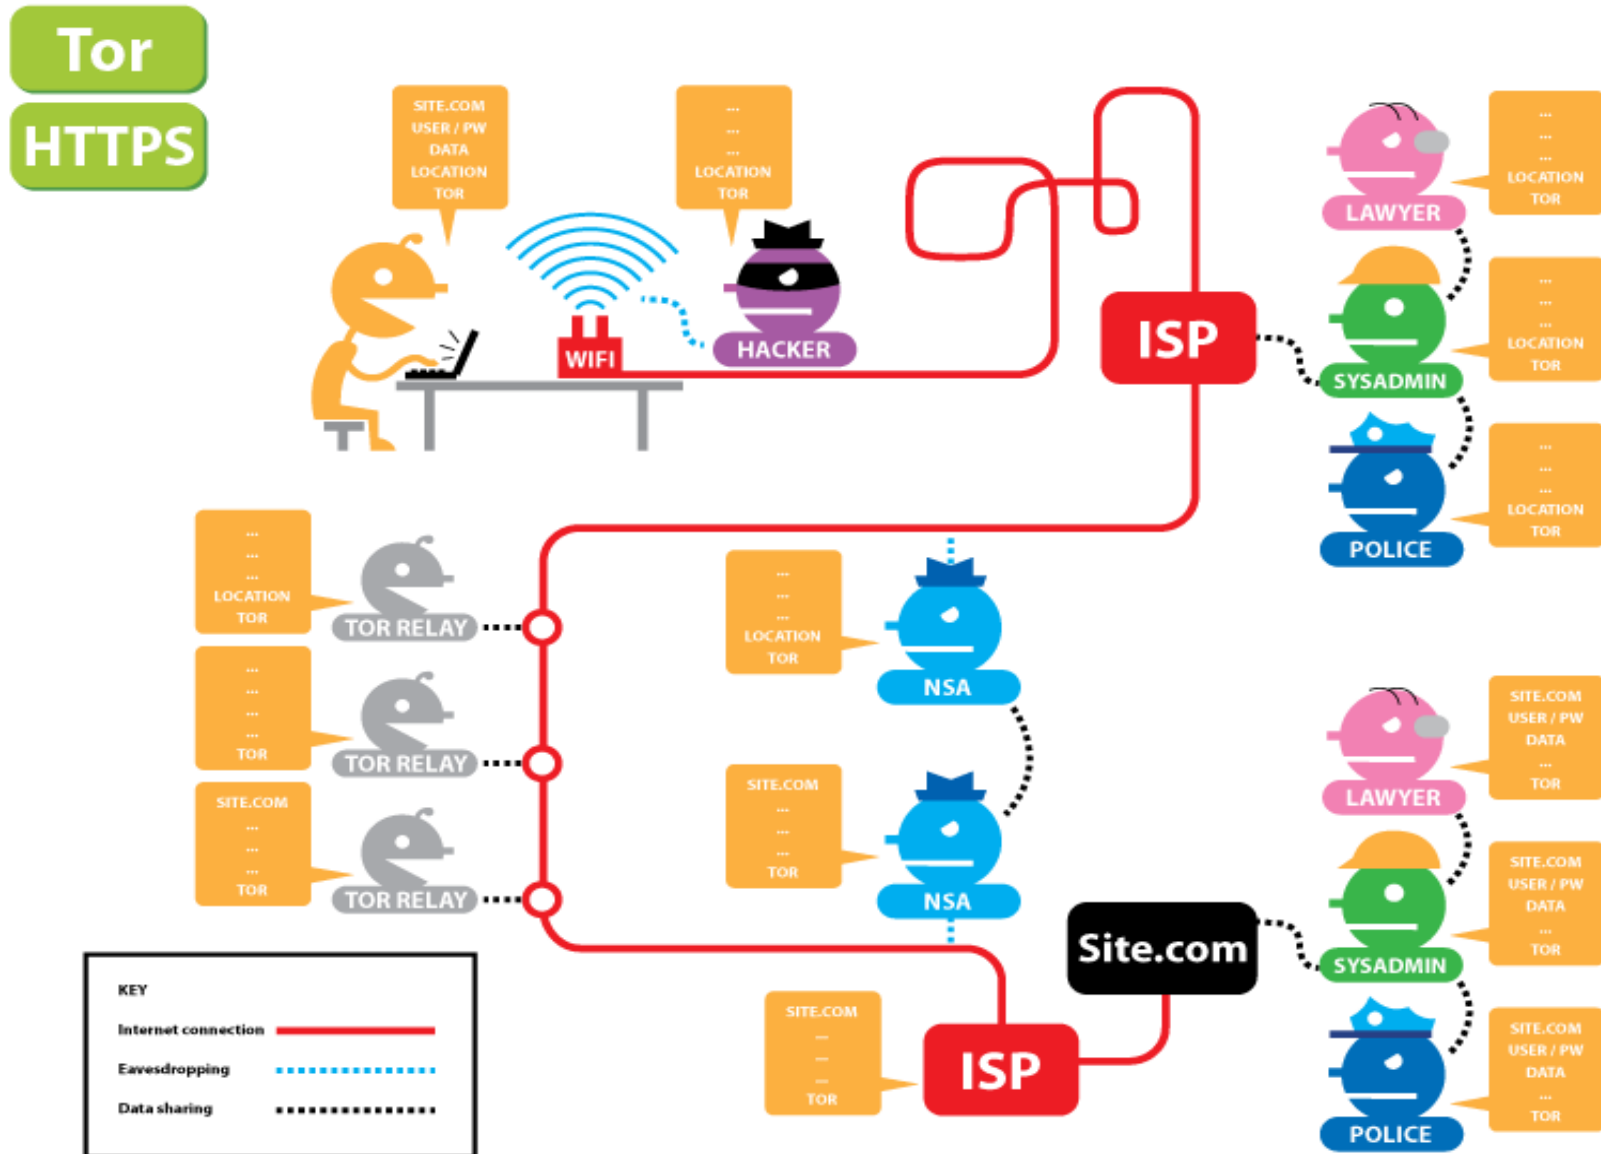 Tor
HTTPS
SITE.COM
USER / PW
DATA
LOCATION
TOR
...
...
...
LOCATION
TOR
WIFI
HACKER
ISP
...
...
...
LOCATION
TOR
LAWYER
...
...
...
LOCATION
TOR
SYSADMIN
...
...
...
LOCATION
TOR
POLICE
...
...
...
LOCATION
TOR
TOR RELAY
...
...
...
...
TOR
TOR RELAY
SITE.COM
...
...
...
TOR
TOR RELAY
...
...
...
LOCATION
TOR
NSA
SITE.COM
...
...
...
TOR
NSA
SITE.COM
USER / PW
DATA
...
TOR
LAWYER
SITE.COM
USER / PW
DATA
...
TOR
SYSADMIN
SITE.COM
USER / PW
DATA
...
TOR
POLICE
Site.com
SITE.COM
...
...
...
TOR
ISP
KEY
Internet connection
Eavesdropping
Data sharing